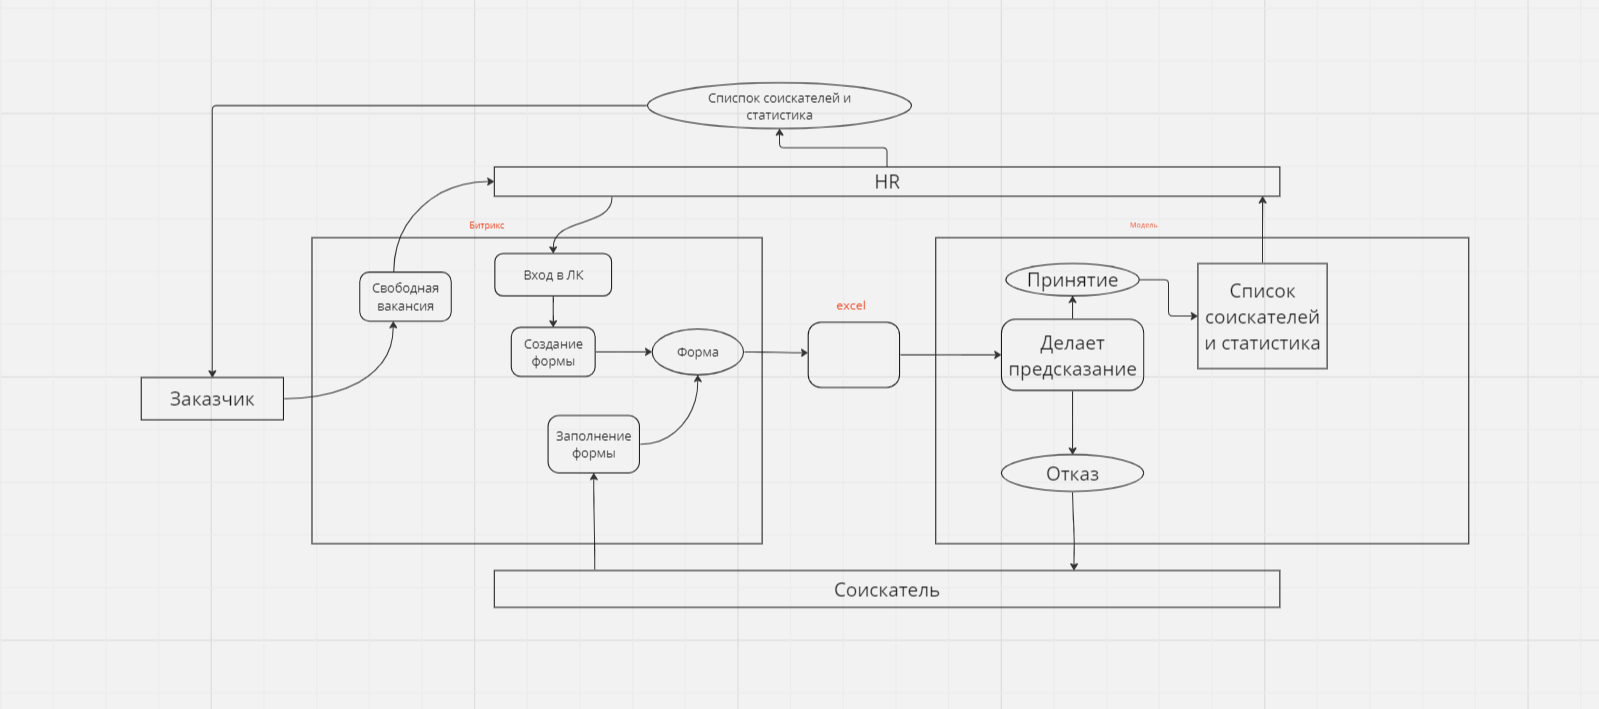 Спиcпок соискателей и
статистика
HR
Битрикс
Модель
Вход в ЛК
Свободная
вакансия
Принятие
Список
соискателей
и статистика
excel
Создание
формы
Форма
Делает
предсказание
Заказчик
Заполнение
формы
Отказ
Соискатель